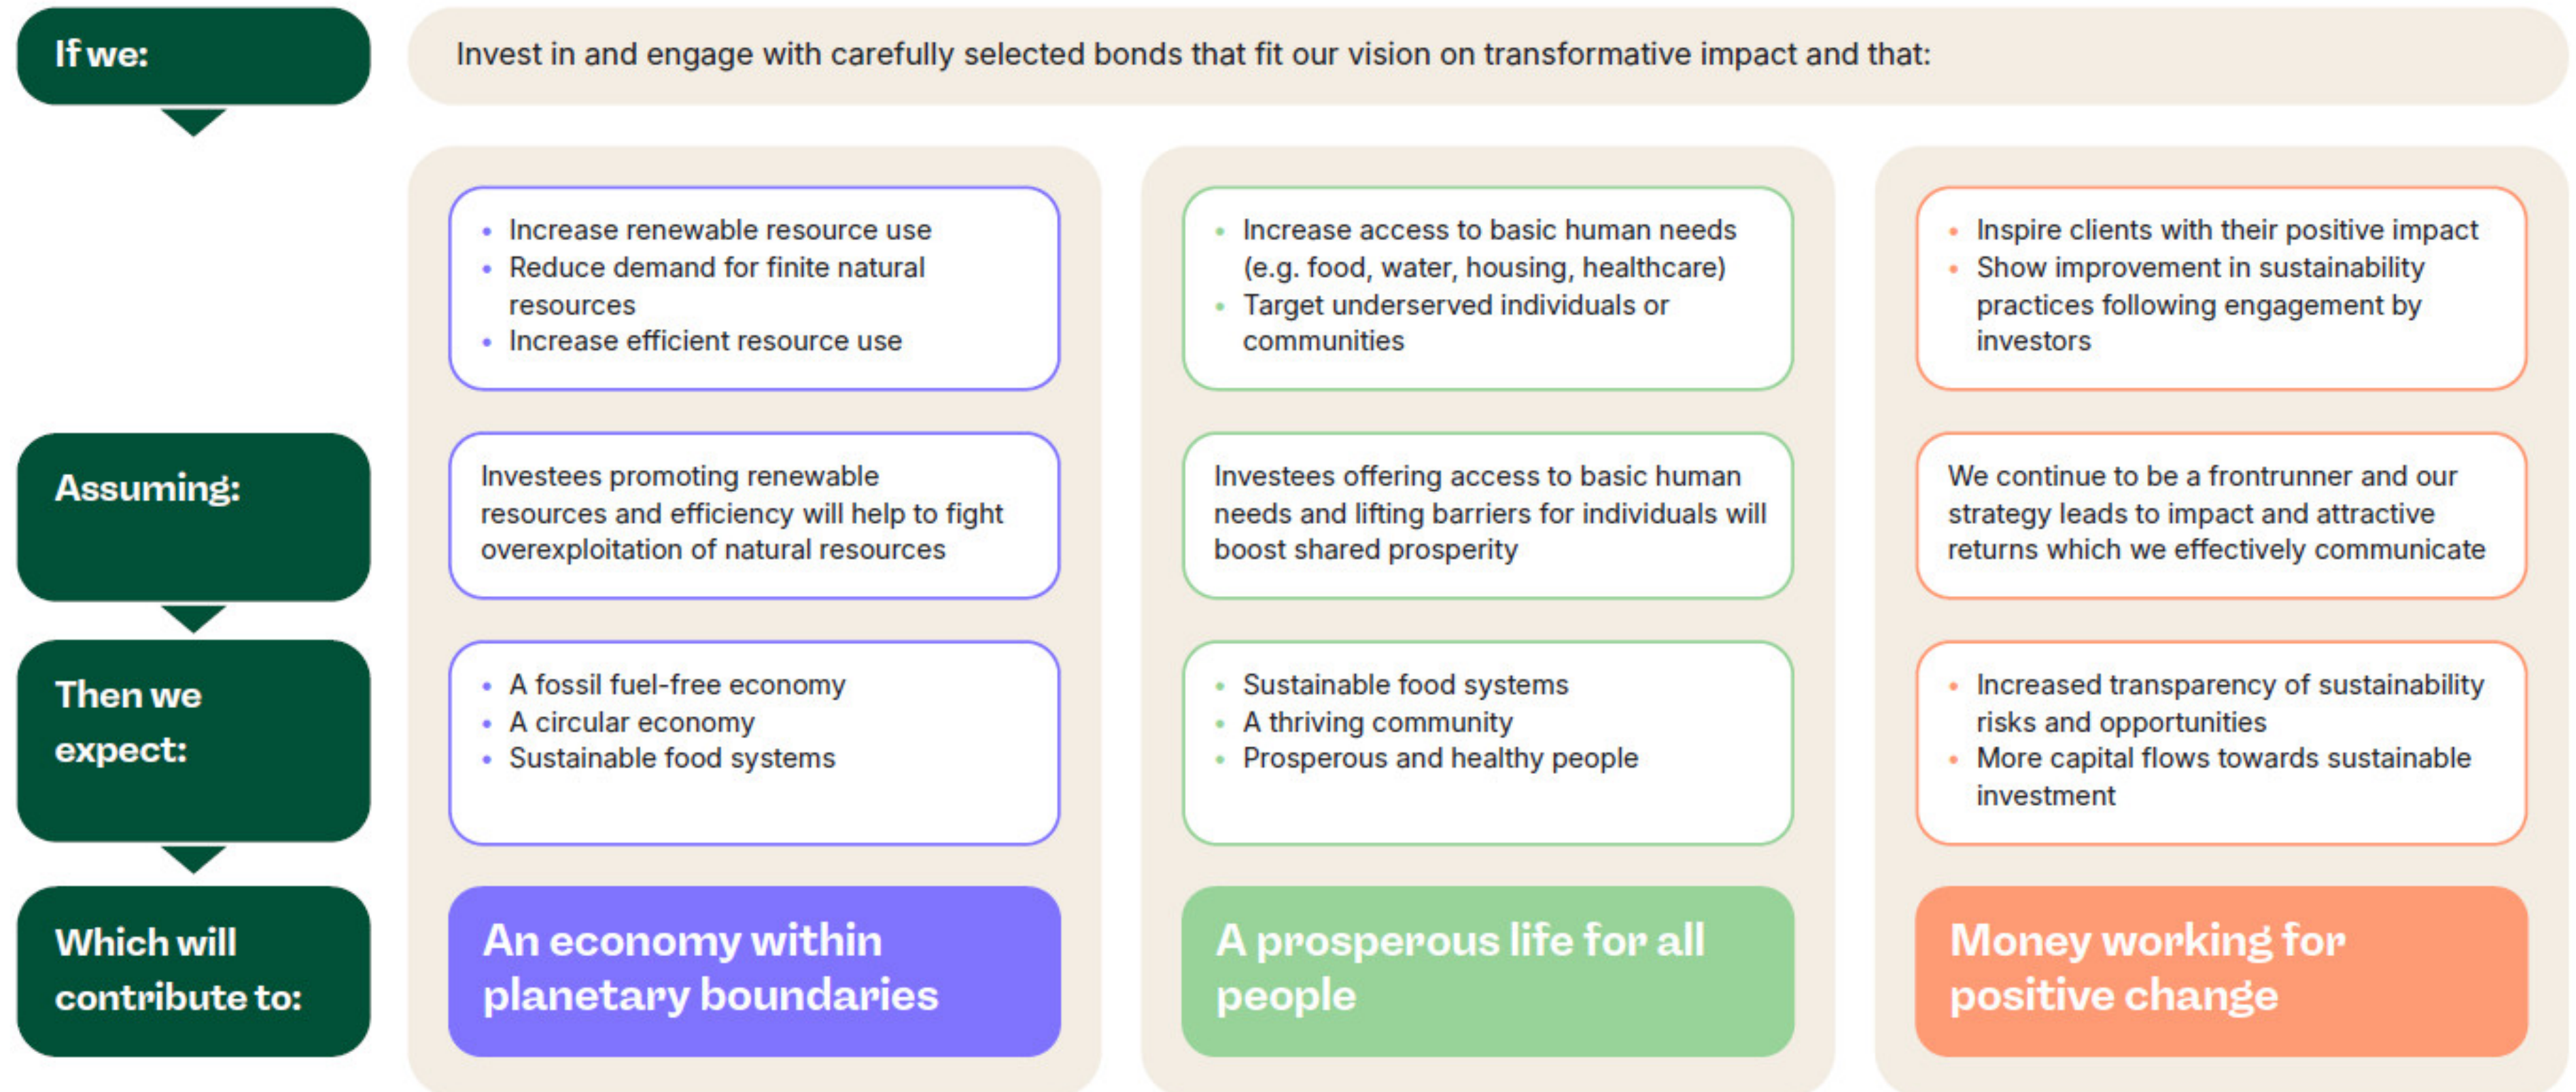 If we:
Invest in and engage with carefully selected bonds that fit our vision on transformative impact and that:
• Increase renewable resource use
• Reduce demand for finite natural
resources
• Increase efficient resource use
• Increase access to basic human needs
(e.g. food, water, housing, healthcare)
• Target underserved individuals or
communities
• Inspire clients with their positive impact
• Show improvement in sustainability
practices following engagement by
investors
Assuming:
Investees promoting renewable
resources and efficiency will help to fight
overexploitation of natural resources
Investees offering access to basic human
needs and lifting barriers for individuals will
boost shared prosperity
We continue to be a frontrunner and our
strategy leads to impact and attractive
returns which we effectively communicate
Then we
expect:
• A fossil fuel-free economy
• A circular economy
• Sustainable food systems
• Sustainable food systems
• A thriving community
• Prosperous and healthy people
• Increased transparency of sustainability
risks and opportunities
• More capital flows towards sustainable
investment
Which will
contribute to:
An economy within
planetary boundaries
A prosperous life for all
people
Money working for
positive change